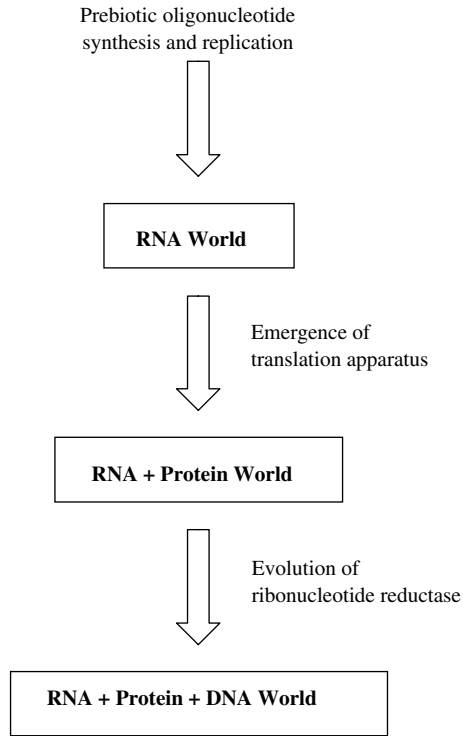 Prebiotic oligonucleotide
synthesis and replication
RNA World
Emergence of
translation apparatus
RNA + Protein World
Evolution of
ribonucleotide reductase
RNA + Protein + DNA World